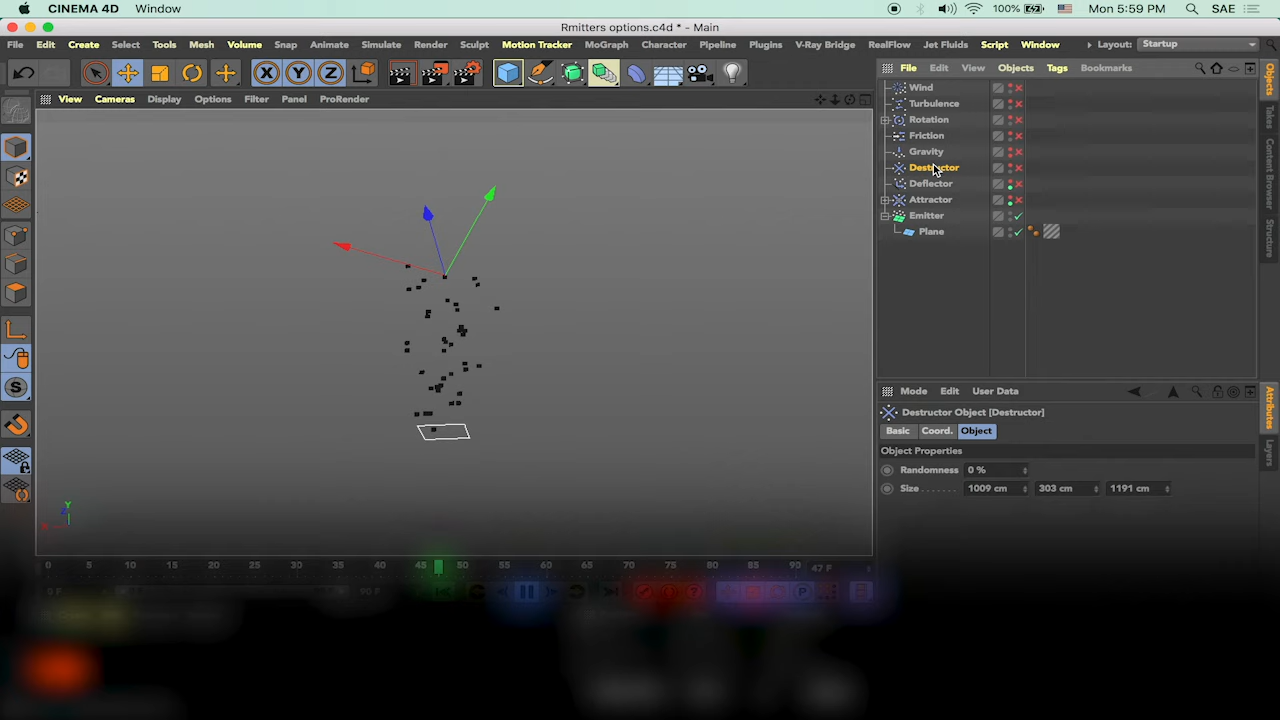 CINEMA 4D Window 100% Mon 5:59 PM SAE
Rmitters options.c4d * - Main
File Edit Create Select Tools Mesh Volume Snap Animate Simulate Render Sculpt Motion Tracker MoGraph Character Pipeline Plugins V-Ray Bridge RealFlow Jet Fluids Script Window Layout: Startup
X Y Z File Edit View Objects Tags Bookmarks
View Cameras Display Options Filter Panel ProRender
Wind
Turbulence
Rotation
Friction
Gravity
Destructor
Deflector
Attractor
Emitter
Plane
Objects
Takes
Content Browser
Structure
Mode Edit User Data
Destructor Object [Destructor]
Basic Coord. Object
Object Properties
Randomness 0 %
Size 1009 cm 303 cm 1191 cm
Attributes
Layers
S
Y
Z
X
0 5 10 15 20 25 30 35 40 45 50 55 60 65 70 75 80 85 90 47 F
0 F 90 F ? P